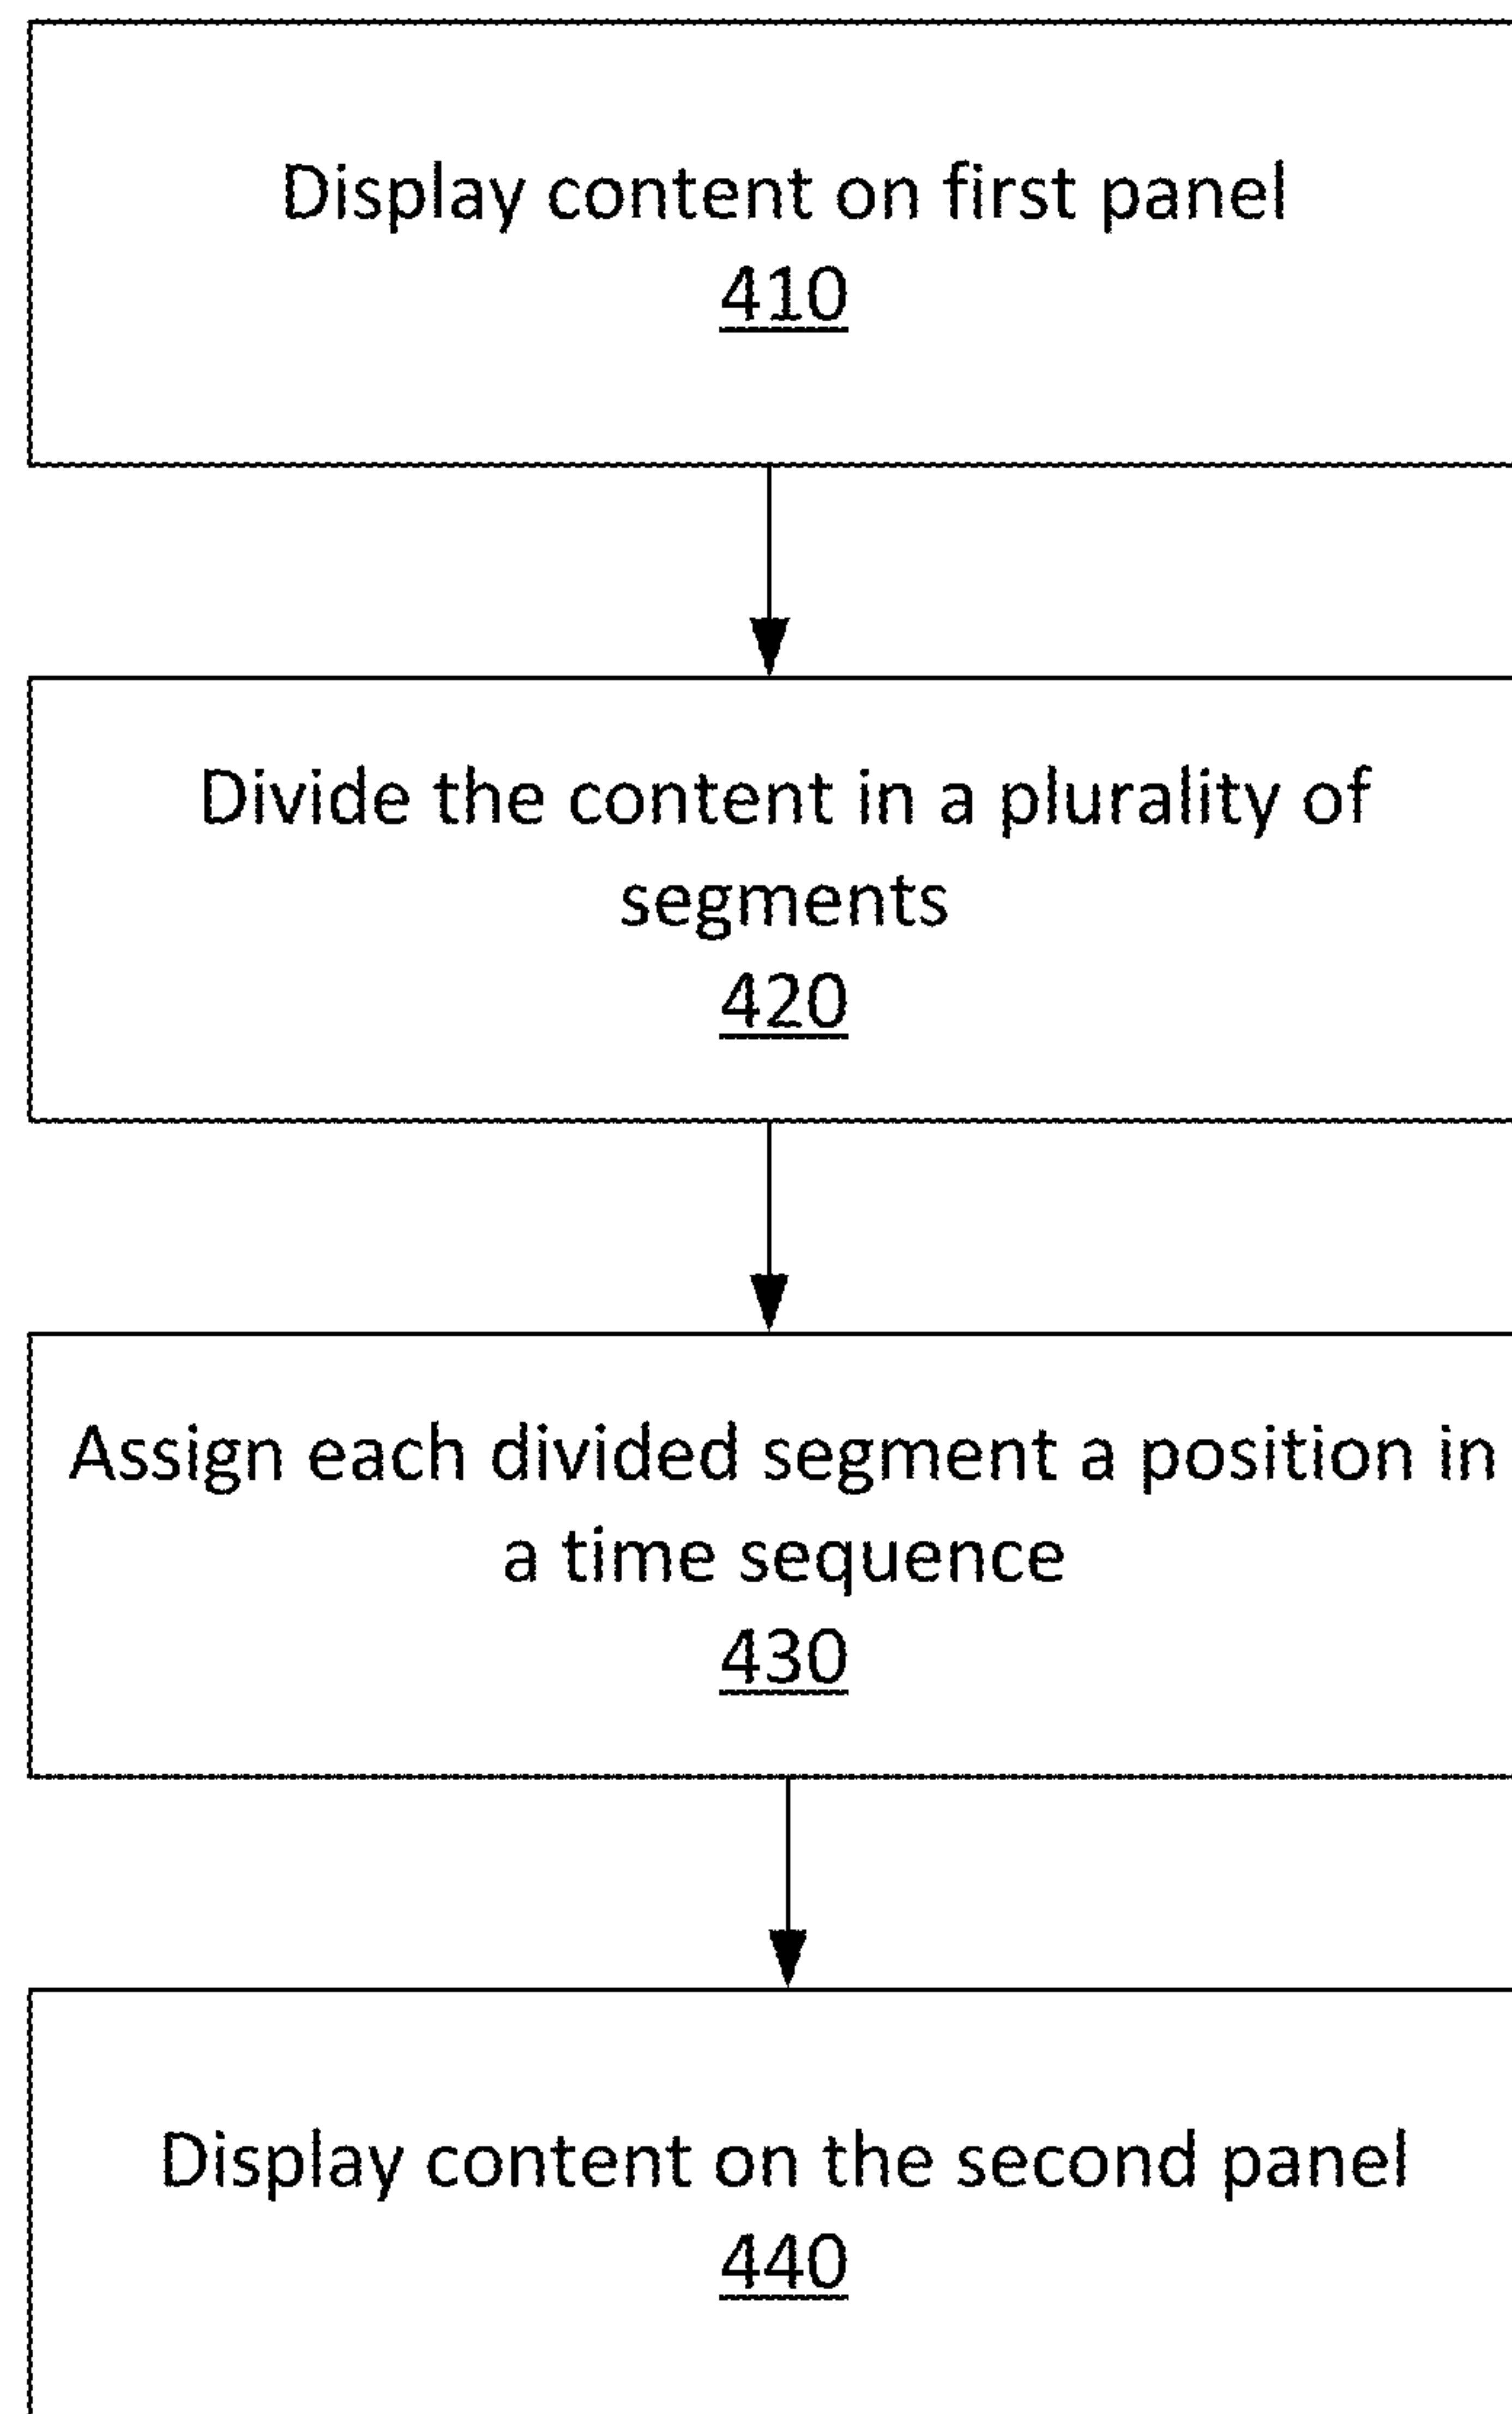 Display content on first panel
410
Divide the content in a plurality of
segments
420
Assign each divided segment a position in
a time sequence
430
Display content on the second panel
440